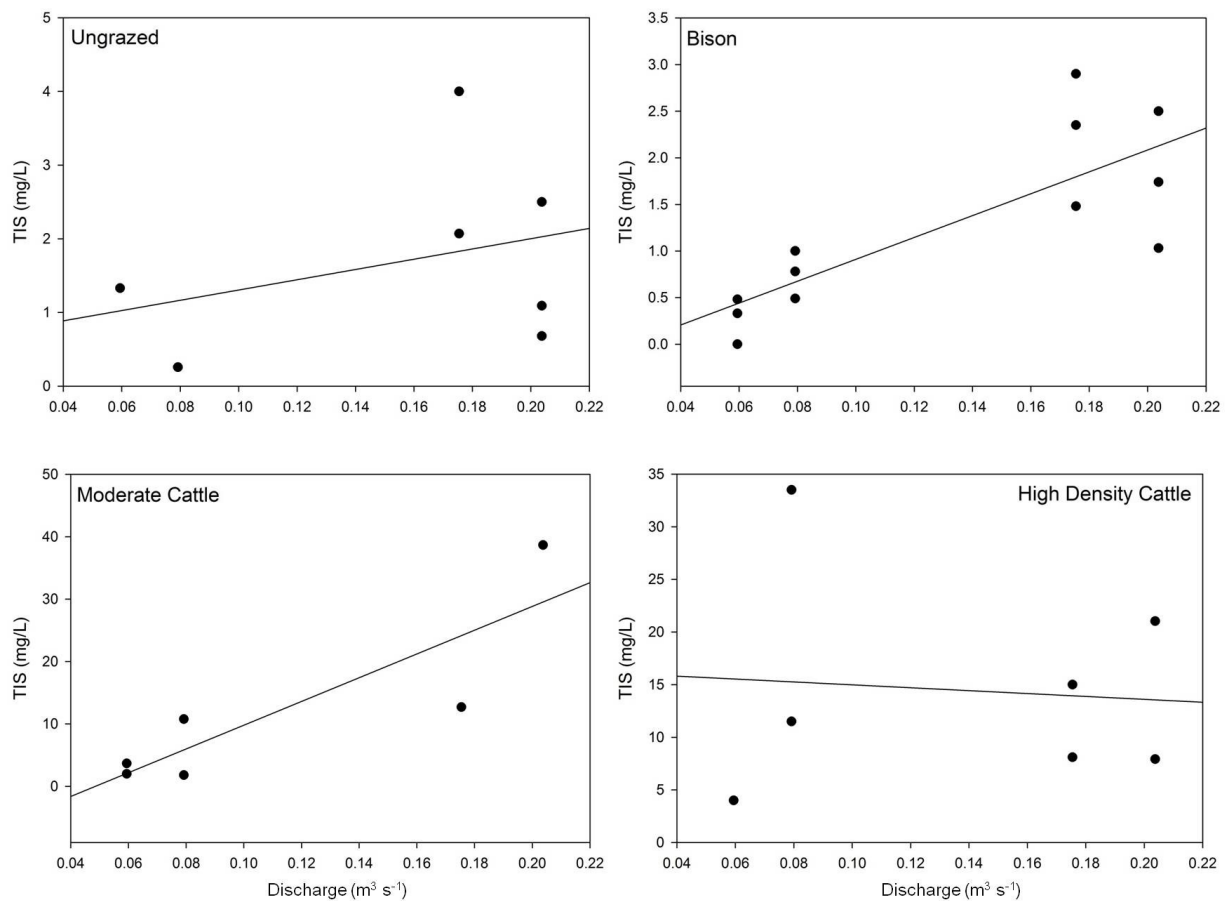 Ungrazed
TIS (mg/L)
5
4
3
2
1
0
0.04 0.06 0.08 0.10 0.12 0.14 0.16 0.18 0.20 0.22
Bison
TIS (mg/L)
3.5
3.0
2.5
2.0
1.5
1.0
0.5
0.0
0.04 0.06 0.08 0.10 0.12 0.14 0.16 0.18 0.20 0.22
Moderate Cattle
TIS (mg/L)
50
40
30
20
10
0
0.04 0.06 0.08 0.10 0.12 0.14 0.16 0.18 0.20 0.22
Discharge (m³ s⁻¹)
High Density Cattle
TIS (mg/L)
35
30
25
20
15
10
5
0
0.04 0.06 0.08 0.10 0.12 0.14 0.16 0.18 0.20 0.22
Discharge (m³ s⁻¹)